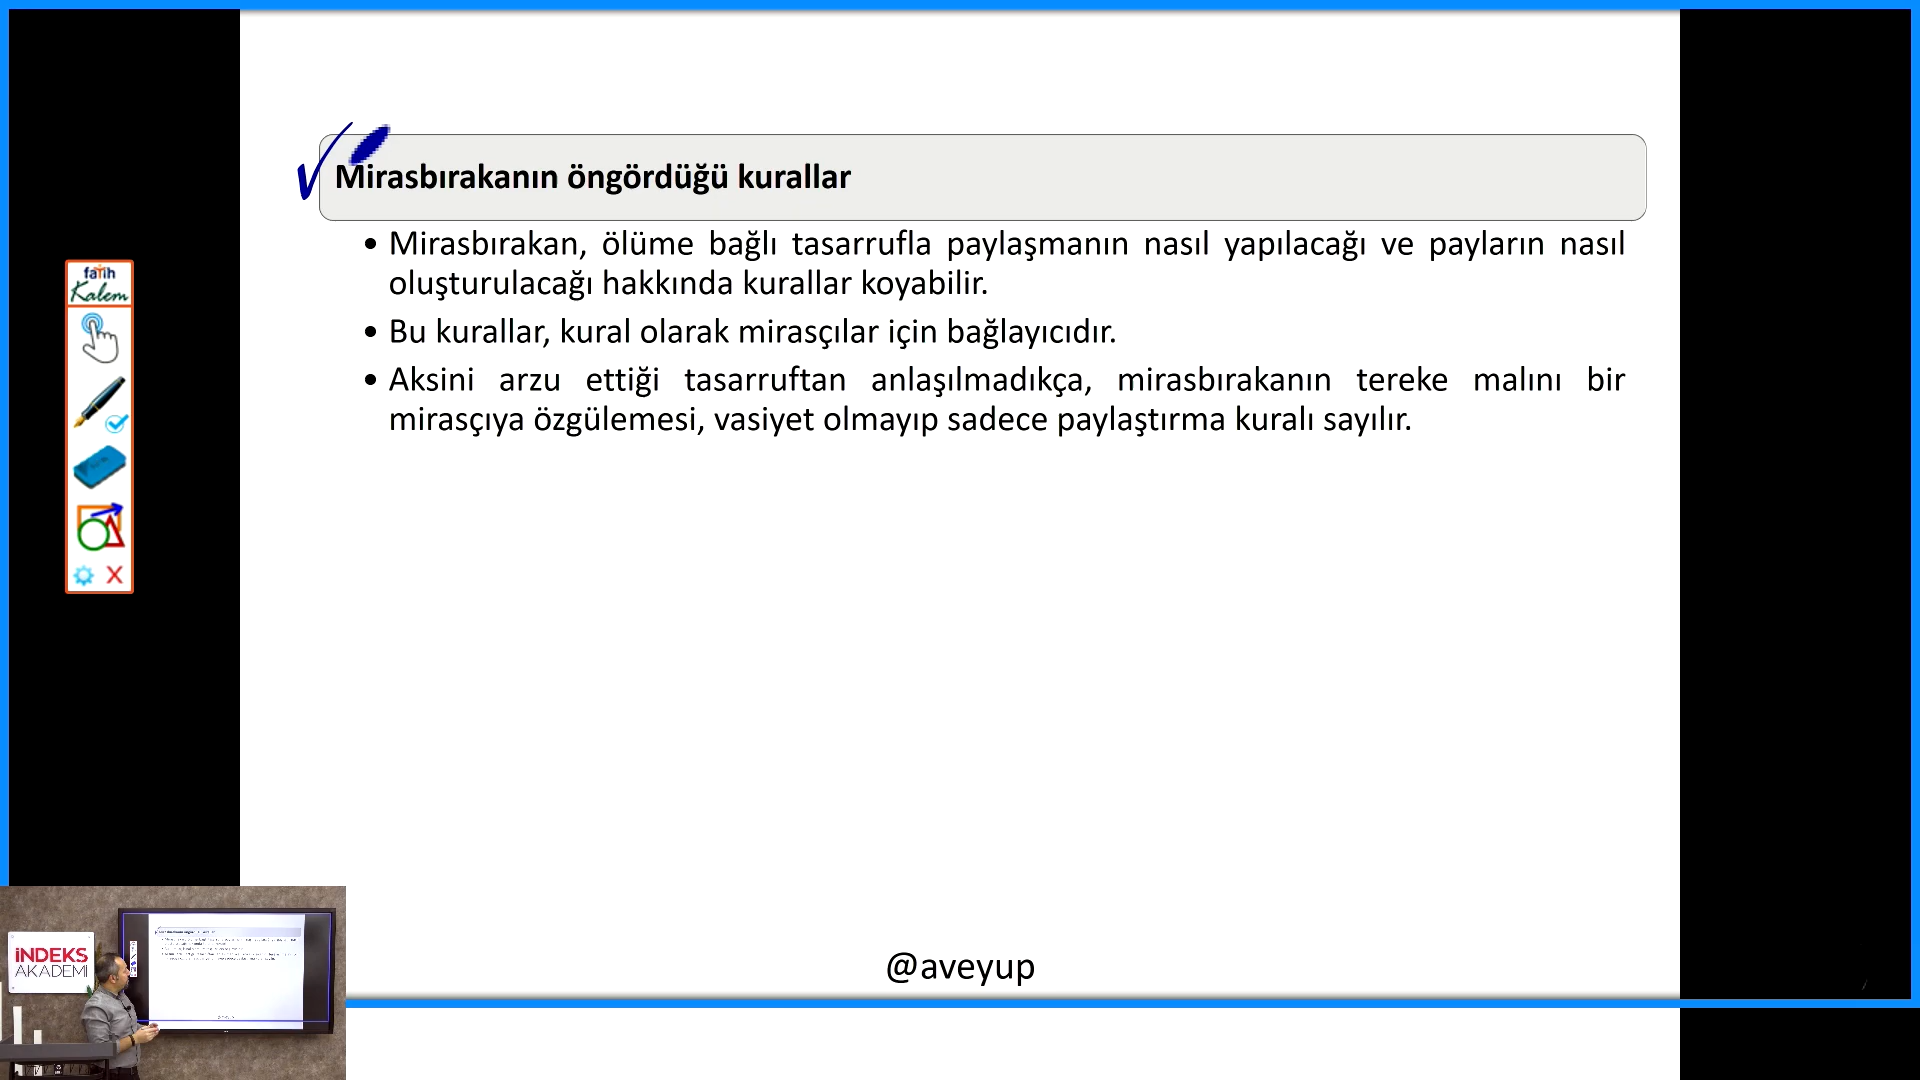 Mirasbırakanın öngördüğü kurallar
• Mirasbırakan, ölüme bağlı tasarrufla paylaşmanın nasıl yapılacağı ve payların nasıl
oluşturulacağı hakkında kurallar koyabilir.
• Bu kurallar, kural olarak mirasçılar için bağlayıcıdır.
• Aksini arzu ettiği tasarruftan anlaşılmadıkça, mirasbırakanın tereke malını bir
mirasçıya özgülemesi, vasiyet olmayıp sadece paylaştırma kuralı sayılır.
fatih
Kalem
@aveyup
İNDEKS
AKADEMİ